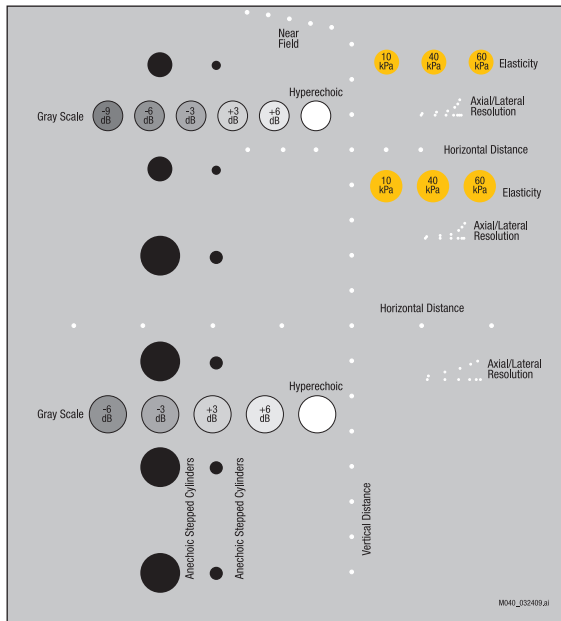 Near
Field
10
kPa
40
kPa
60
kPa
Elasticity
Hyperechoic
Gray Scale
-9
dB
-6
dB
-3
dB
+3
dB
+6
dB
Axial/Lateral
Resolution
Horizontal Distance
10
kPa
40
kPa
60
kPa
Elasticity
Axial/Lateral
Resolution
Horizontal Distance
Axial/Lateral
Resolution
Hyperechoic
Gray Scale
-6
dB
-3
dB
+3
dB
+6
dB
Anechoic Stepped Cylinders
Anechoic Stepped Cylinders
Vertical Distance
M040_032409.ai